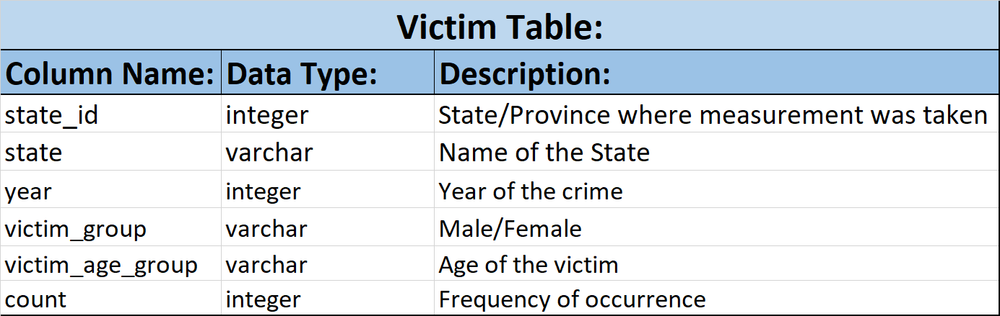 Victim Table:
Column Name: Data Type: Description:
state_id integer State/Province where measurement was taken
state varchar Name of the State
year integer Year of the crime
victim_group varchar Male/Female
victim_age_group varchar Age of the victim
count integer Frequency of occurrence